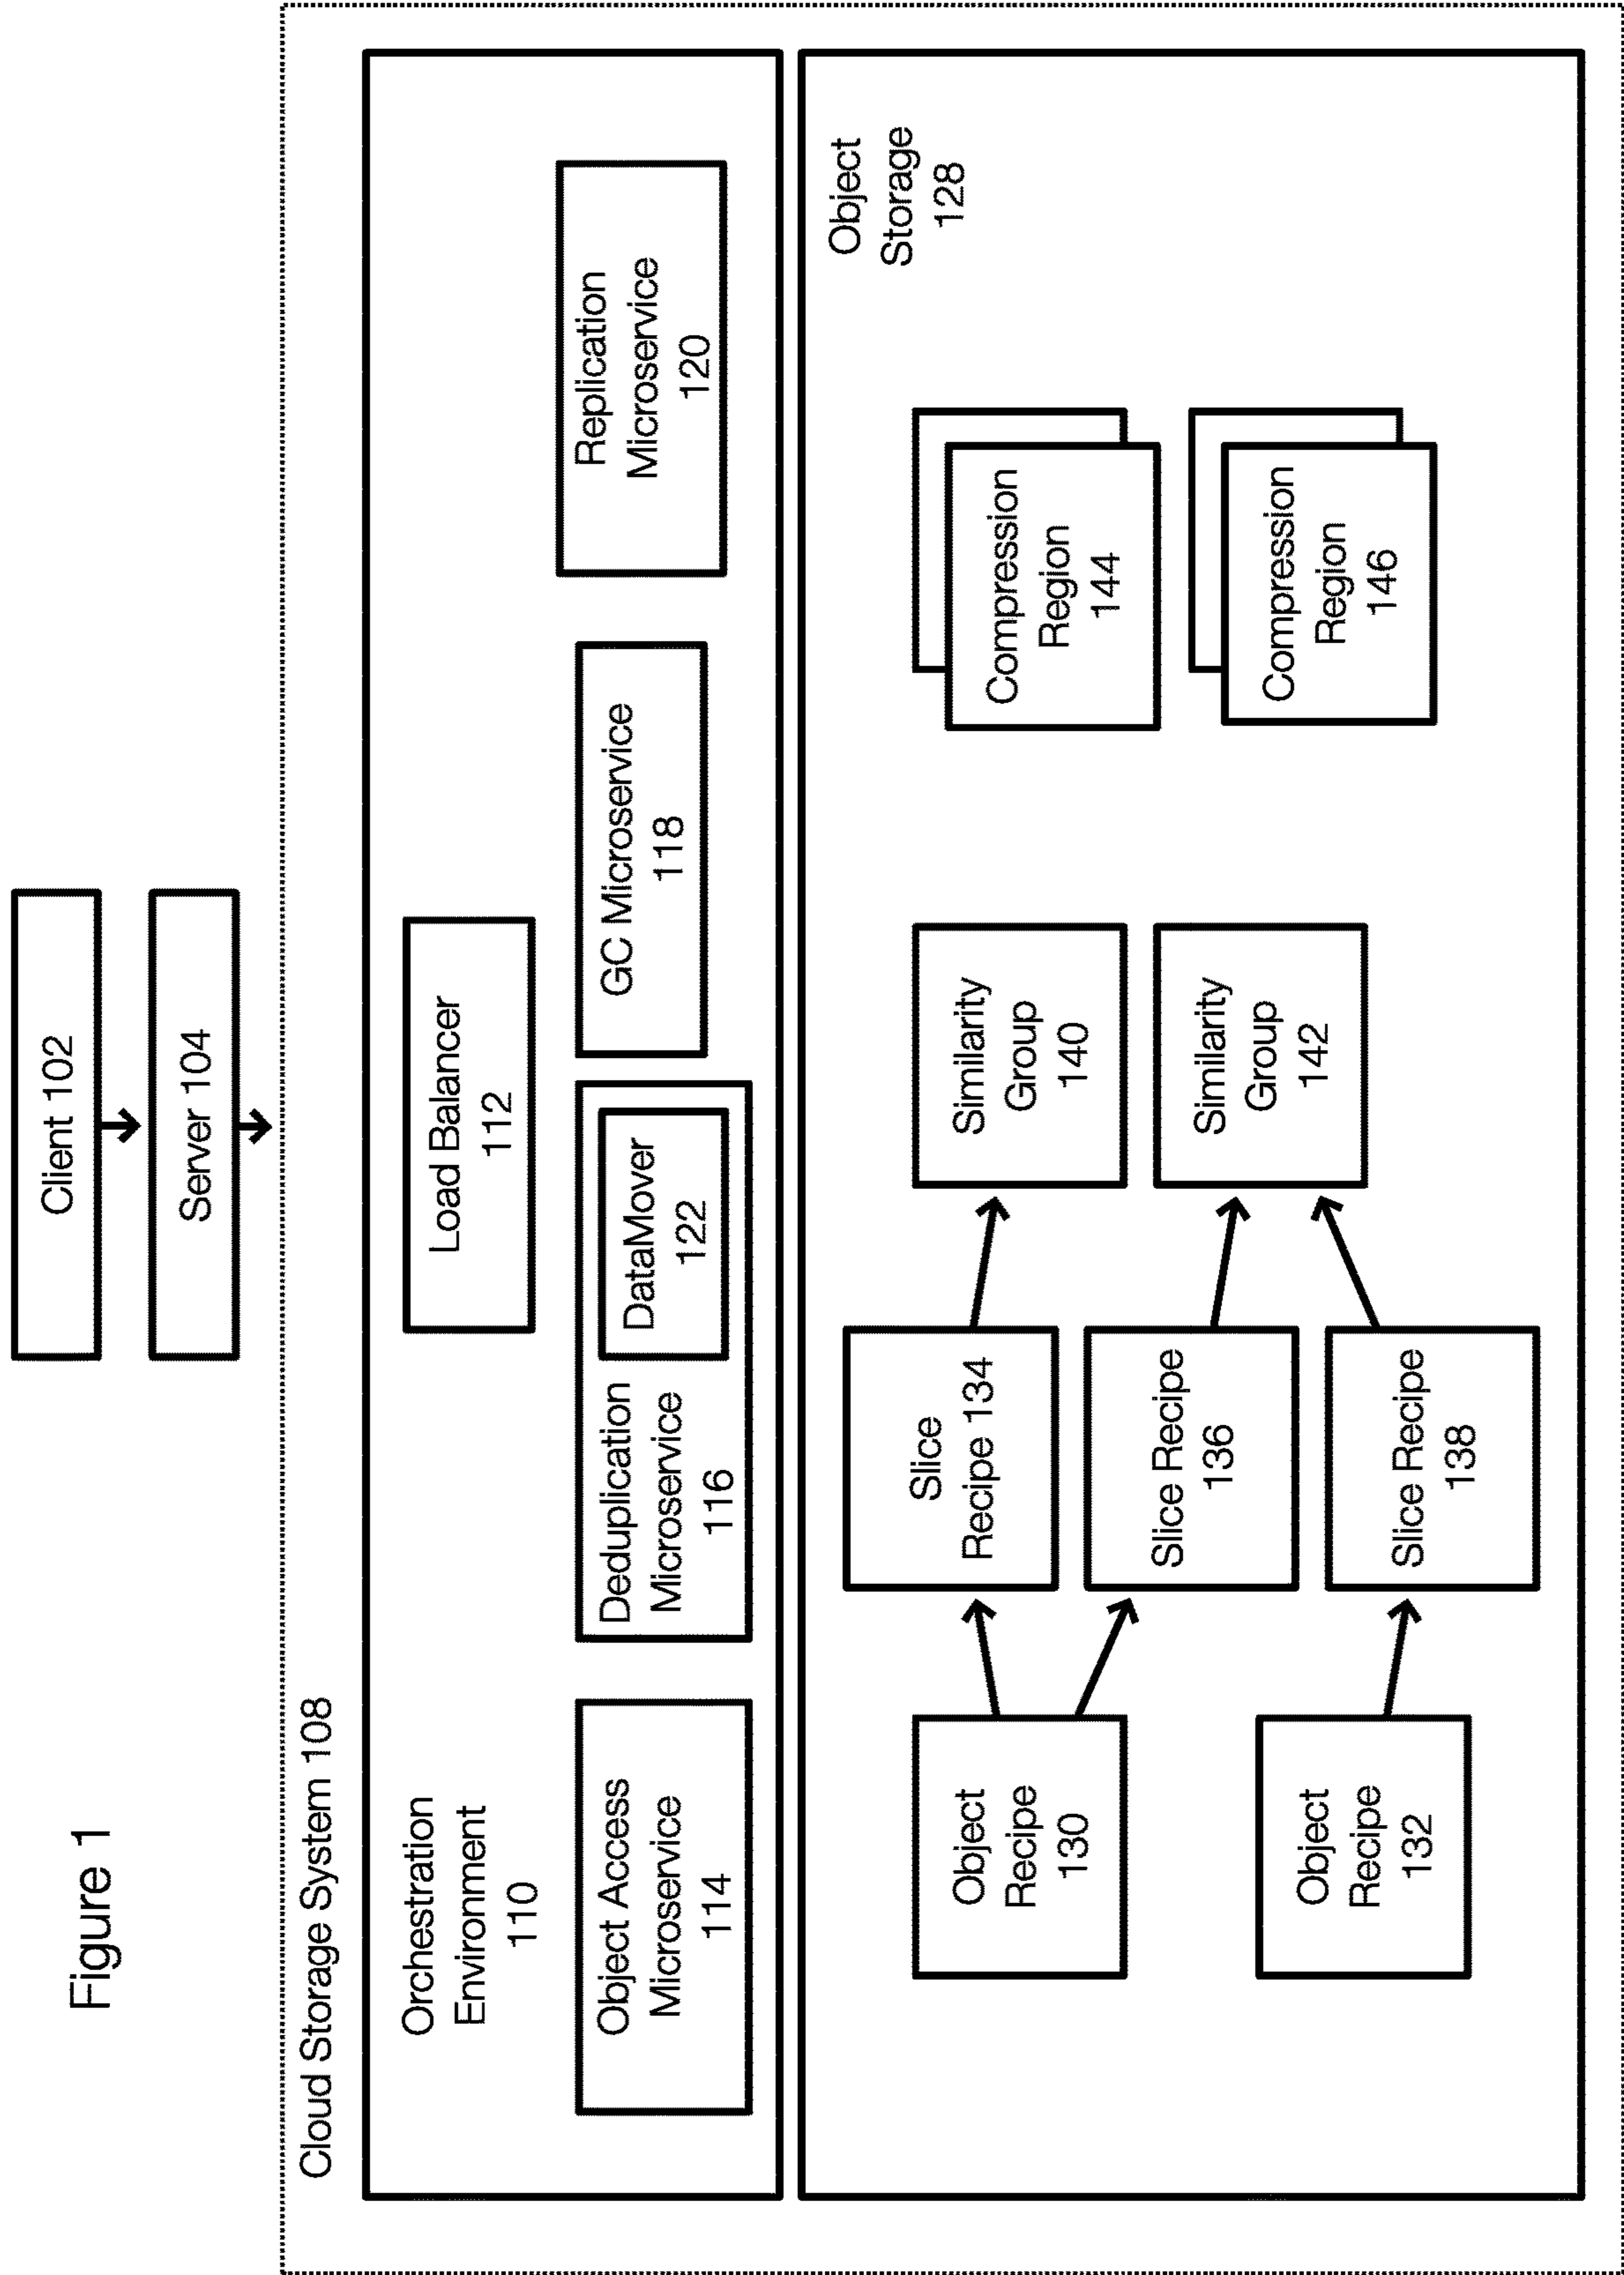 Figure 1
Client 102
Server 104
Cloud Storage System 108
Orchestration
Environment
110
Load Balancer
112
Object Access
Microservice
114
Deduplication
Microservice
116
DataMover
122
GC Microservice
118
Replication
Microservice
120
Object
Storage
128
Object
Recipe
130
Object
Recipe
132
Slice
Recipe 134
Slice Recipe
136
Slice Recipe
138
Similarity
Group
140
Similarity
Group
142
Compression
Region
144
Compression
Region
146